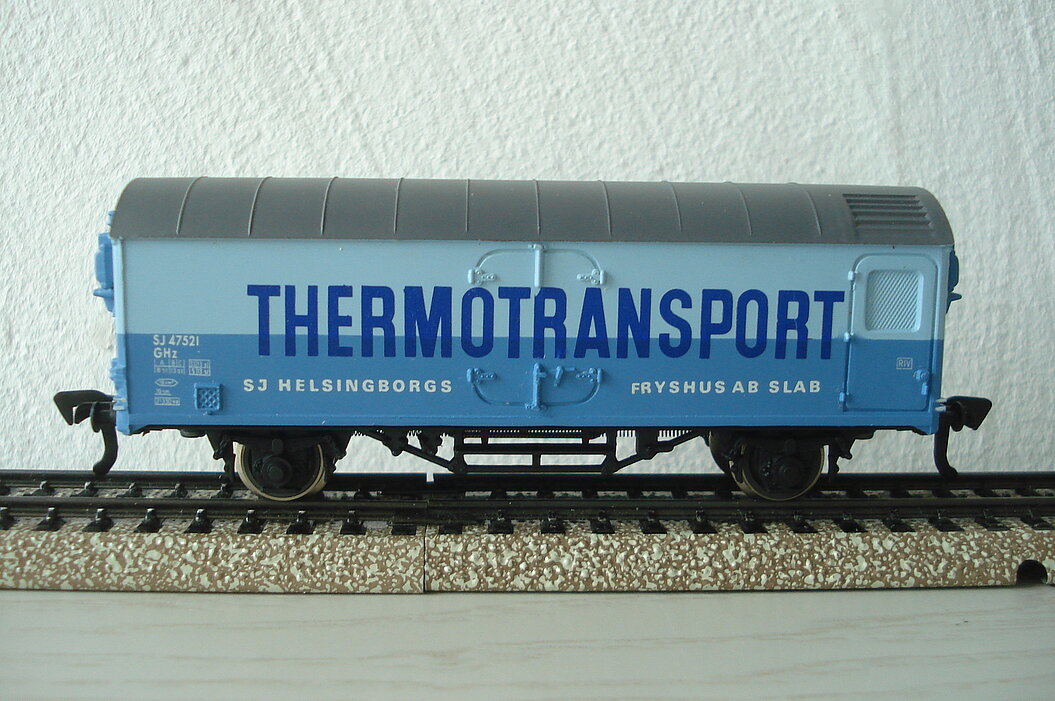 THERMOTRANSPORT
SJ 47521
GHz
SJ HELSINGBORGS FRYSHUS AB SLAB
RIV